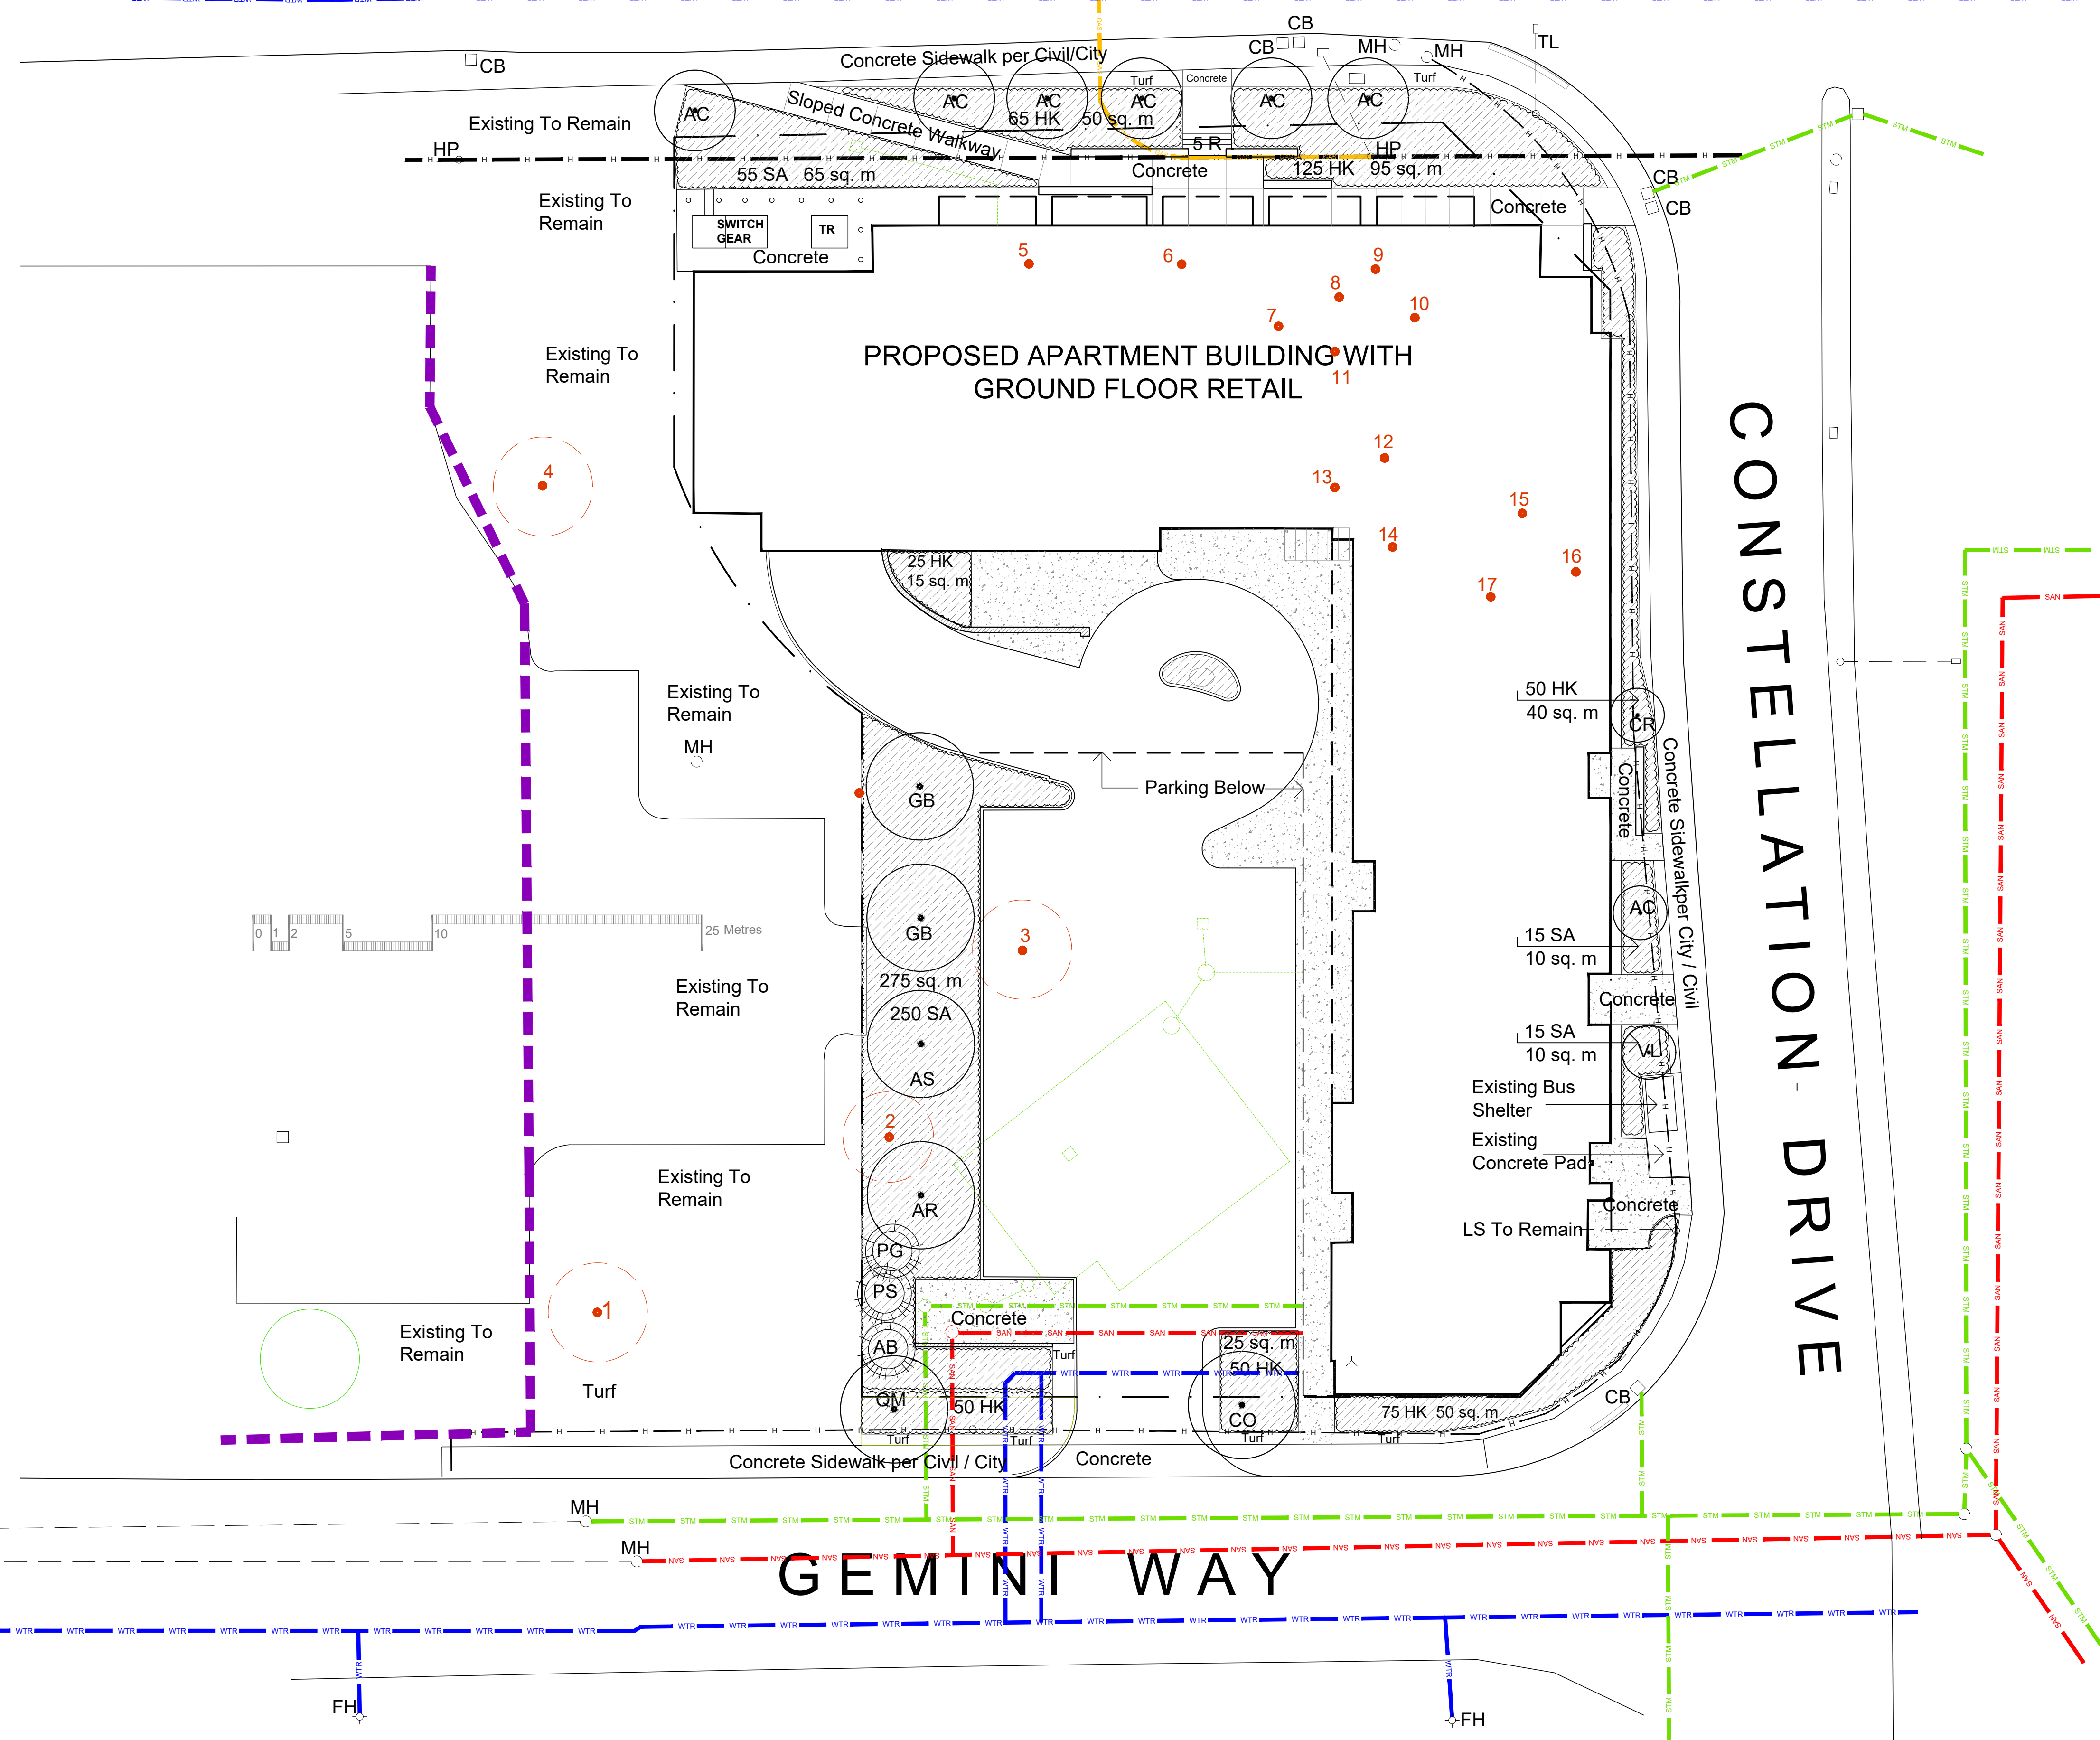 CB
CB
MH
MH
TL
CB
Concrete Sidewalk per Civil/City
Turf
Concrete
Turf
CB
GAS
Existing To Remain
AC
Sloped Concrete Walkway
AC
AC
AC
AC
AC
65 HK 50 sq. m
HP
5 R
HP
55 SA 65 sq. m
Concrete
125 HK 95 sq. m
CB
CB
Existing To
Remain
SWITCH
GEAR
TR
Concrete
Concrete
5
6
9
8
10
7
Existing To
Remain
PROPOSED APARTMENT BUILDING WITH
GROUND FLOOR RETAIL
11
12
13
4
15
14
16
17
25 HK
15 sq. m
CONSTELLATION DRIVE
Existing To
Remain
MH
50 HK
40 sq. m
CR
Concrete
Concrete Sidewalkper City / Civil
Parking Below
GB
GB
3
275 sq. m
250 SA
AS
0 1 2 5 10 25 Metres
Existing To
Remain
AC
15 SA
10 sq. m
Concrete
15 SA
10 sq. m
VL
Existing Bus
Shelter
Existing
Concrete Pad
Concrete
LS To Remain
2
Existing To
Remain
AR
PG
PS
AB
1
Existing To
Remain
Turf
Concrete
Turf
25 sq. m
50 HK
QM
50 HK
CO
75 HK 50 sq. m
CB
Turf
Turf
Turf
Turf
Concrete Sidewalk per Civil / City
Concrete
MH
MH
GEMINI WAY
STM
SAN
WTR
H
FH
FH